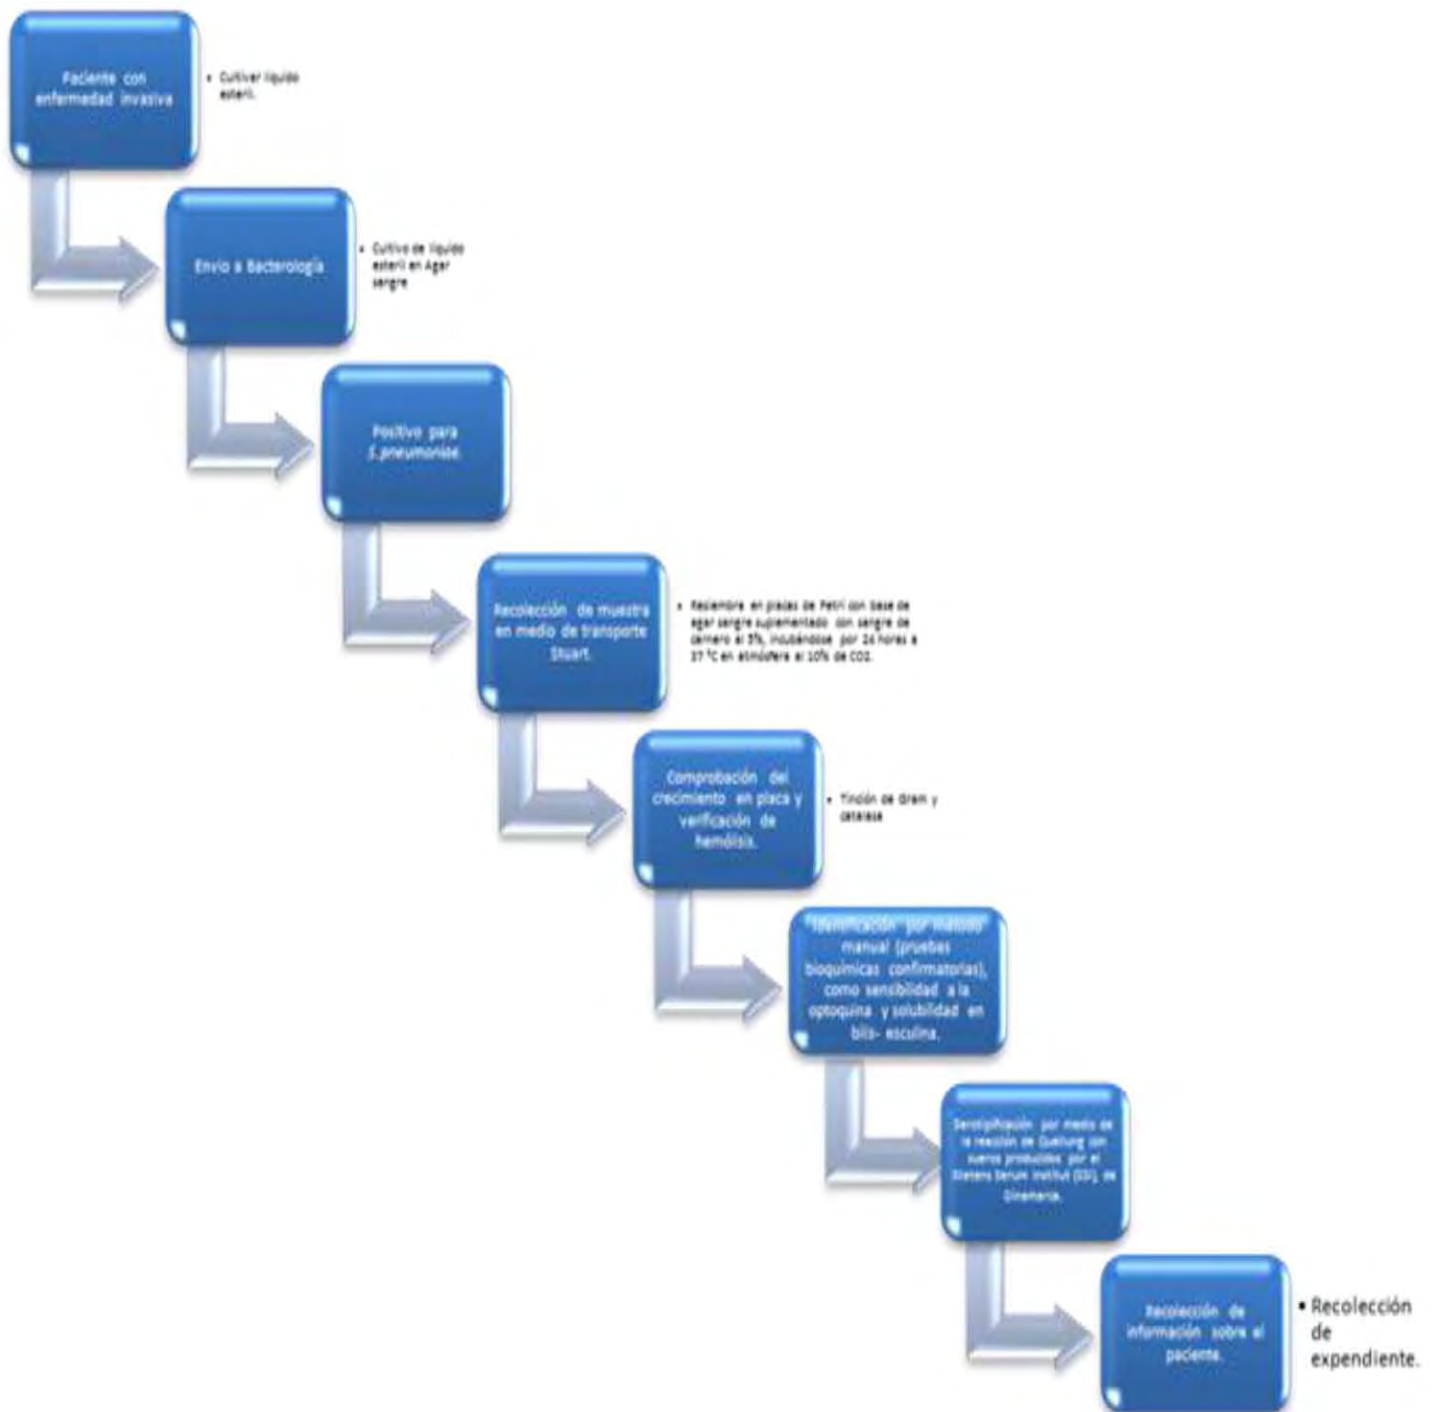 Paciente con
enfermedad invasiva
• Cultivar líquido
esteril.
Envio a Bacterología
• Cultivo de líquido
esteril en Agar
sangre
Positivo para
S.pneumoniae.
Recolección de muestra
en medio de transporte
Stuart.
• Resiembra en placas de Petri con base de
agar sangre suplementado con sangre de
carnero al 5%, incubándose por 24 horas a
37 °C en atmósfera al 10% de CO2.
Comprobación del
crecimiento en placa y
verificación de
hemólisis.
• Tinción de Gram y
catalasa
Identificación por método
manual (pruebas
bioquímicas confirmatorias),
como sensibilidad a la
optoquina y solubilidad en
bilis- esculina.
Serotipificación por medio de
la reacción de Quellung con
sueros producidos por el
Statens Serum Institut (SSI), de
Dinamarca.
Recolección de
información sobre el
paciente.
• Recolección
de
expendiente.